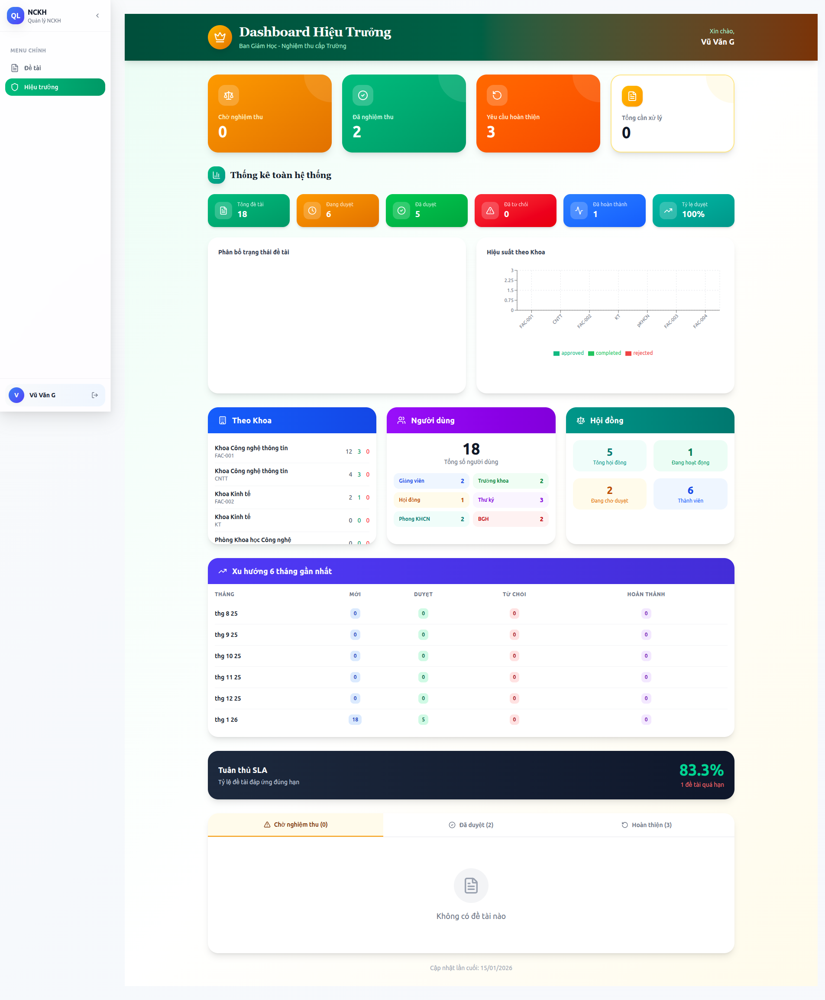 QL
NCKH
Quản lý NCKH
MENU CHÍNH
Đề tài
Hiệu trưởng
V
Vũ Văn G
Dashboard Hiệu Trưởng
Ban Giám Học - Nghiệm thu cấp Trường
Xin chào,
Vũ Văn G
Chờ nghiệm thu
0
Đã nghiệm thu
2
Yêu cầu hoàn thiện
3
Tổng cần xử lý
0
Thống kê toàn hệ thống
Tổng đề tài
18
Đang duyệt
6
Đã duyệt
5
Đã từ chối
0
Đã hoàn thành
1
Tỷ lệ duyệt
100%
Phân bổ trạng thái đề tài
Hiệu suất theo Khoa
3
2.25
1.5
0.75
0
FAC-001
CNTT
FAC-002
KT
pKHCN
FAC-003
FAC-004
approved completed rejected
Theo Khoa
Khoa Công nghệ thông tin
FAC-001
12 3 0
Khoa Công nghệ thông tin
CNTT
4 3 0
Khoa Kinh tế
FAC-002
2 1 0
Khoa Kinh tế
KT
0 0 0
Phòng Khoa học Công nghệ
0 0 0
Người dùng
18
Tổng số người dùng
Giảng viên 2
Trưởng khoa 2
Hội đồng 1
Thư ký 3
Phong KHCN 2
BGH 2
Hội đồng
5
Tổng hội đồng
1
Đang hoạt động
2
Đang chờ duyệt
6
Thành viên
Xu hướng 6 tháng gần nhất
THÁNG MỚI DUYỆT TỪ CHỐI HOÀN THÀNH
thg 8 25 0 0 0 0
thg 9 25 0 0 0 0
thg 10 25 0 0 0 0
thg 11 25 0 0 0 0
thg 12 25 0 0 0 0
thg 1 26 18 5 0 0
Tuân thủ SLA
Tỷ lệ đề tài đáp ứng đúng hạn
83.3%
1 đề tài quá hạn
Chờ nghiệm thu (0)
Đã duyệt (2)
Hoàn thiện (3)
Không có đề tài nào
Cập nhật lần cuối: 15/01/2026